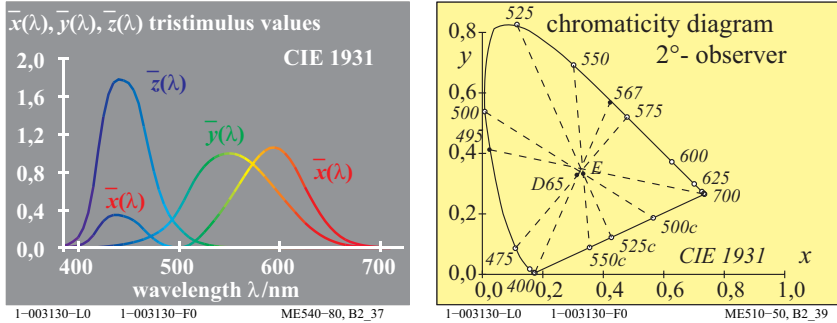 x̅(λ), y̅(λ), z̅(λ) tristimulus values
CIE 1931
2,0
1,6
1,2
0,8
0,4
0,0
z̅(λ)
y̅(λ)
x̅(λ)
x̅(λ)
400 500 600 700
wavelength λ/nm
1-003130-L0 1-003130-F0 ME540-80, B2_37
chromaticity diagram
2°- observer
0,8
y
0,6
0,4
0,2
0,0
525
550
567
575
500
495
600
625
700
E
D65
500c
525c
550c
475
400
CIE 1931
x
0,0 0,2 0,4 0,6 0,8 1,0
1-003130-L0 1-003130-F0 ME510-50, B2_39